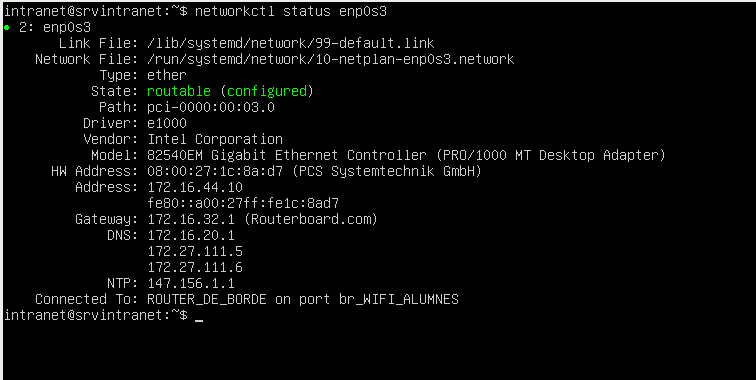 intranet@srvintranet:~$ networkctl status enp0s3
● 2: enp0s3
Link File: /lib/systemd/network/99-default.link
Network File: /run/systemd/network/10-netplan-enp0s3.network
Type: ether
State: routable (configured)
Path: pci-0000:00:03.0
Driver: e1000
Vendor: Intel Corporation
Model: 82540EM Gigabit Ethernet Controller (PRO/1000 MT Desktop Adapter)
HW Address: 08:00:27:1c:8a:d7 (PCS Systemtechnik GmbH)
Address: 172.16.44.10
fe80::a00:27ff:fe1c:8ad7
Gateway: 172.16.32.1 (Routerboard.com)
DNS: 172.16.20.1
172.27.111.5
172.27.111.6
NTP: 147.156.1.1
Connected To: ROUTER_DE_BORDE on port br_WIFI_ALUMNES
intranet@srvintranet:~$ _